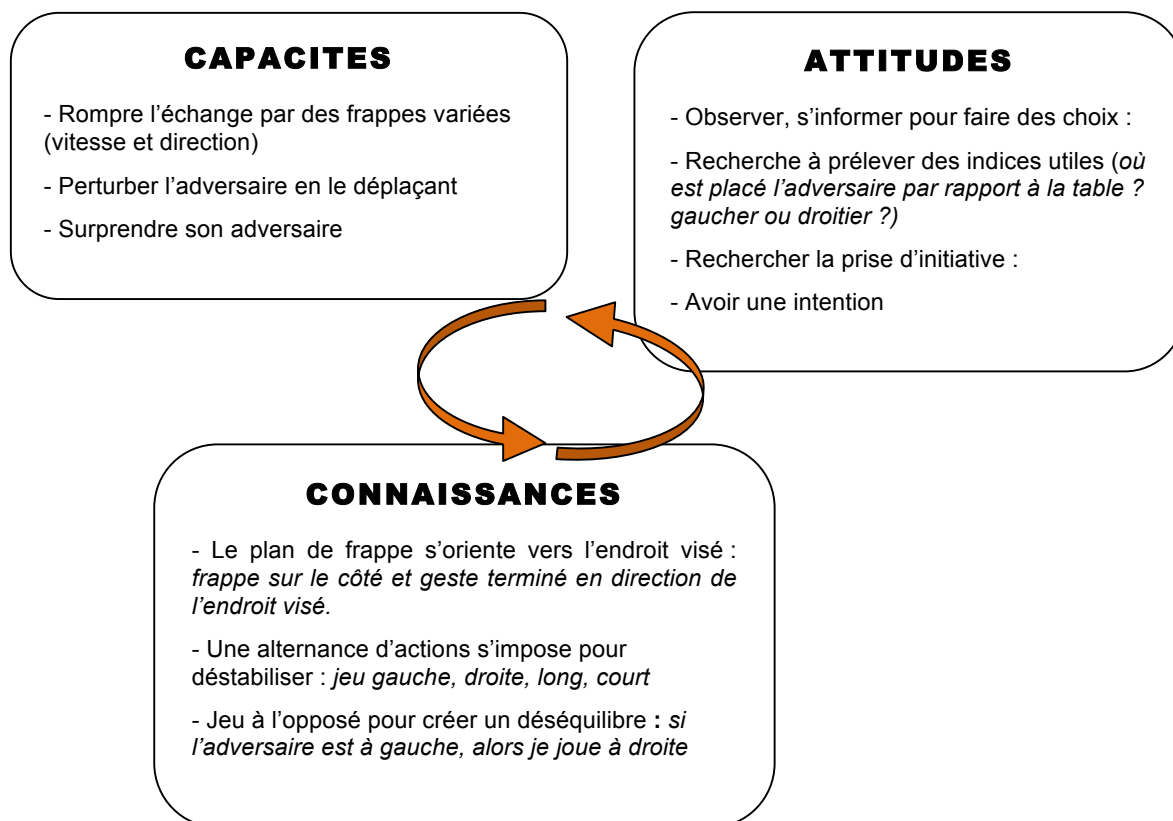 CAPACITES
- Rompre l’échange par des frappes variées
(vitesse et direction)
- Perturber l’adversaire en le déplaçant
- Surprendre son adversaire
ATTITUDES
- Observer, s’informer pour faire des choix :
- Recherche à prélever des indices utiles (où
est placé l’adversaire par rapport à la table ?
gaucher ou droitier ?)
- Rechercher la prise d’initiative :
- Avoir une intention
CONNAISSANCES
- Le plan de frappe s’oriente vers l’endroit visé :
frappe sur le côté et geste terminé en direction de
l’endroit visé.
- Une alternance d’actions s’impose pour
déstabiliser : jeu gauche, droite, long, court
- Jeu à l’opposé pour créer un déséquilibre : si
l’adversaire est à gauche, alors je joue à droite